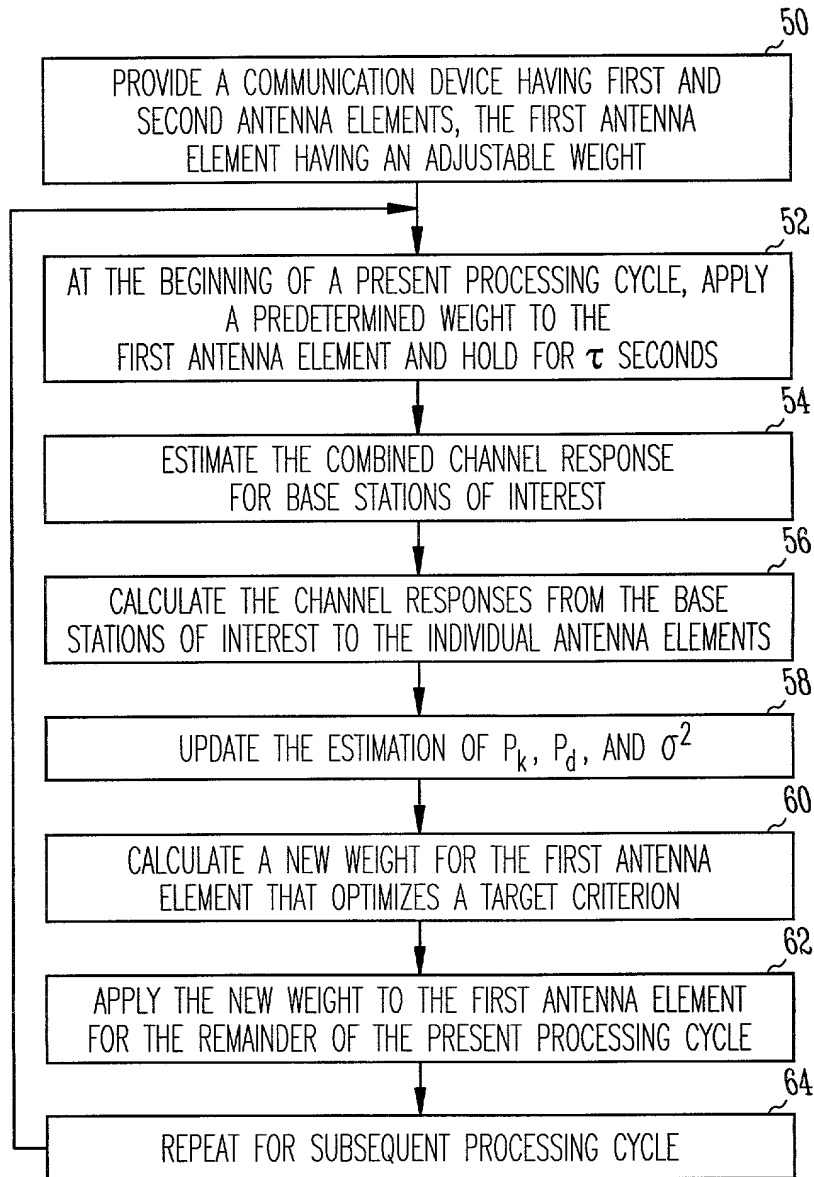 50
PROVIDE A COMMUNICATION DEVICE HAVING FIRST AND
SECOND ANTENNA ELEMENTS, THE FIRST ANTENNA
ELEMENT HAVING AN ADJUSTABLE WEIGHT
52
AT THE BEGINNING OF A PRESENT PROCESSING CYCLE, APPLY
A PREDETERMINED WEIGHT TO THE
FIRST ANTENNA ELEMENT AND HOLD FOR τ SECONDS
54
ESTIMATE THE COMBINED CHANNEL RESPONSE
FOR BASE STATIONS OF INTEREST
56
CALCULATE THE CHANNEL RESPONSES FROM THE BASE
STATIONS OF INTEREST TO THE INDIVIDUAL ANTENNA ELEMENTS
58
UPDATE THE ESTIMATION OF Pk, Pd, AND σ²
60
CALCULATE A NEW WEIGHT FOR THE FIRST ANTENNA
ELEMENT THAT OPTIMIZES A TARGET CRITERION
62
APPLY THE NEW WEIGHT TO THE FIRST ANTENNA ELEMENT
FOR THE REMAINDER OF THE PRESENT PROCESSING CYCLE
64
REPEAT FOR SUBSEQUENT PROCESSING CYCLE